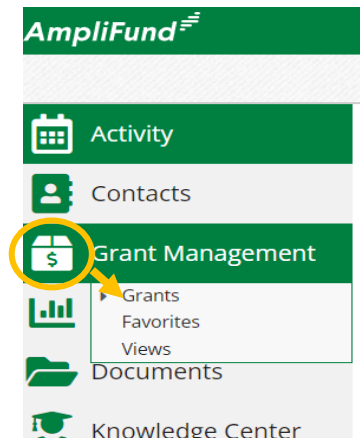 AmpliFund
Activity
Contacts
$ Grant Management
Grants
Favorites
Views
Documents
Knowledge Center